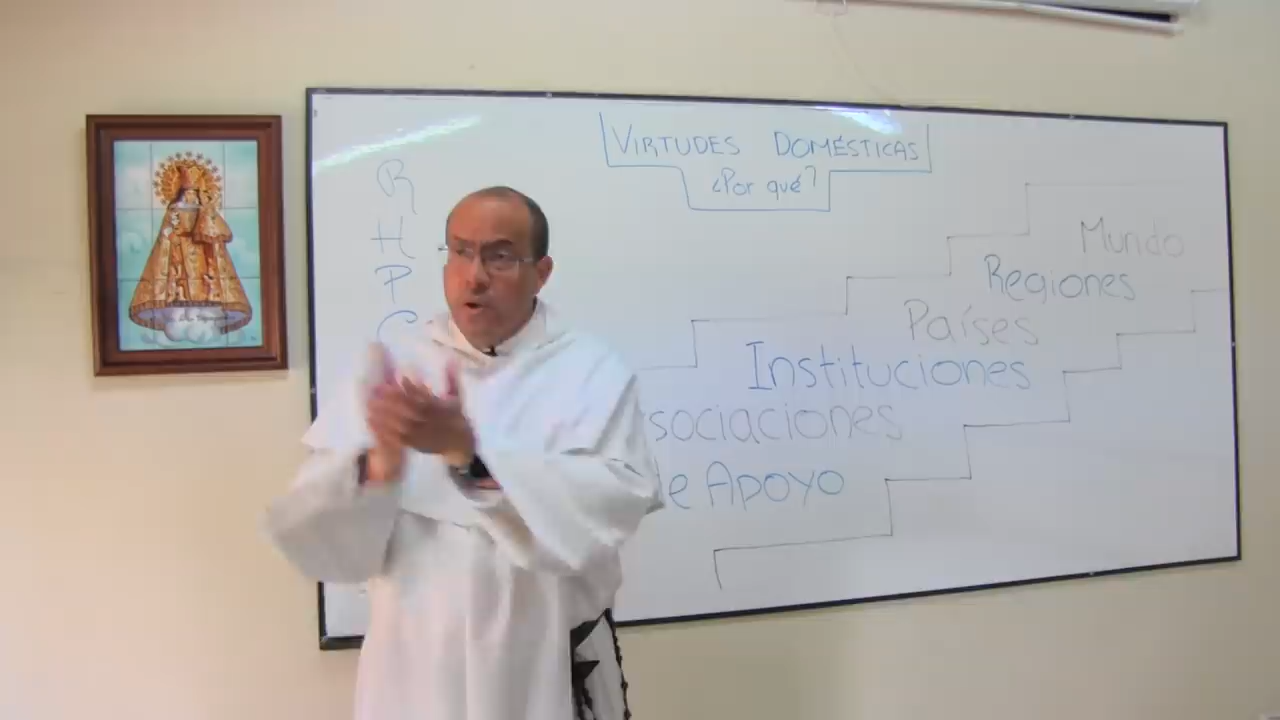 VIRTUDES DOMÉSTICAS
¿Por qué?
R
H
P
C
Mundo
Regiones
Países
Instituciones
sociaciones
e Apoyo